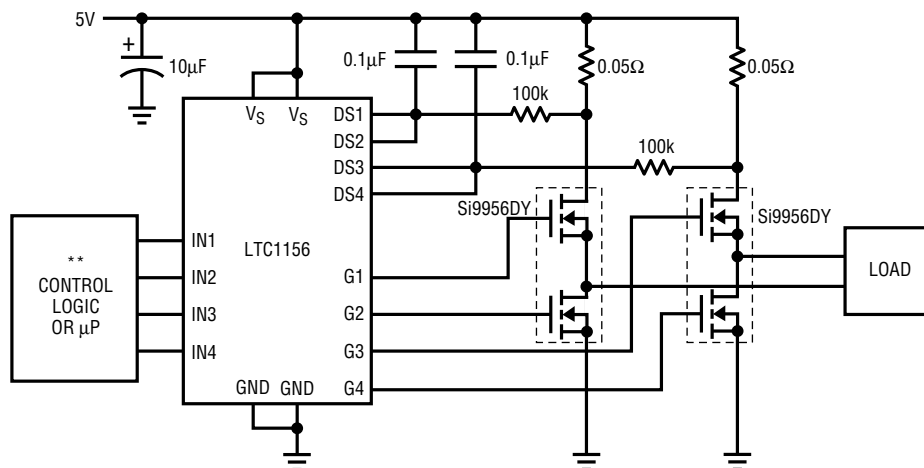 5V
+
10µF
0.1µF
0.1µF
0.05Ω
0.05Ω
100k
100k
VS
VS
DS1
DS2
DS3
DS4
Si9956DY
Si9956DY
LTC1156
**
CONTROL
LOGIC
OR µP
IN1
IN2
IN3
IN4
G1
G2
G3
G4
GND
GND
LOAD